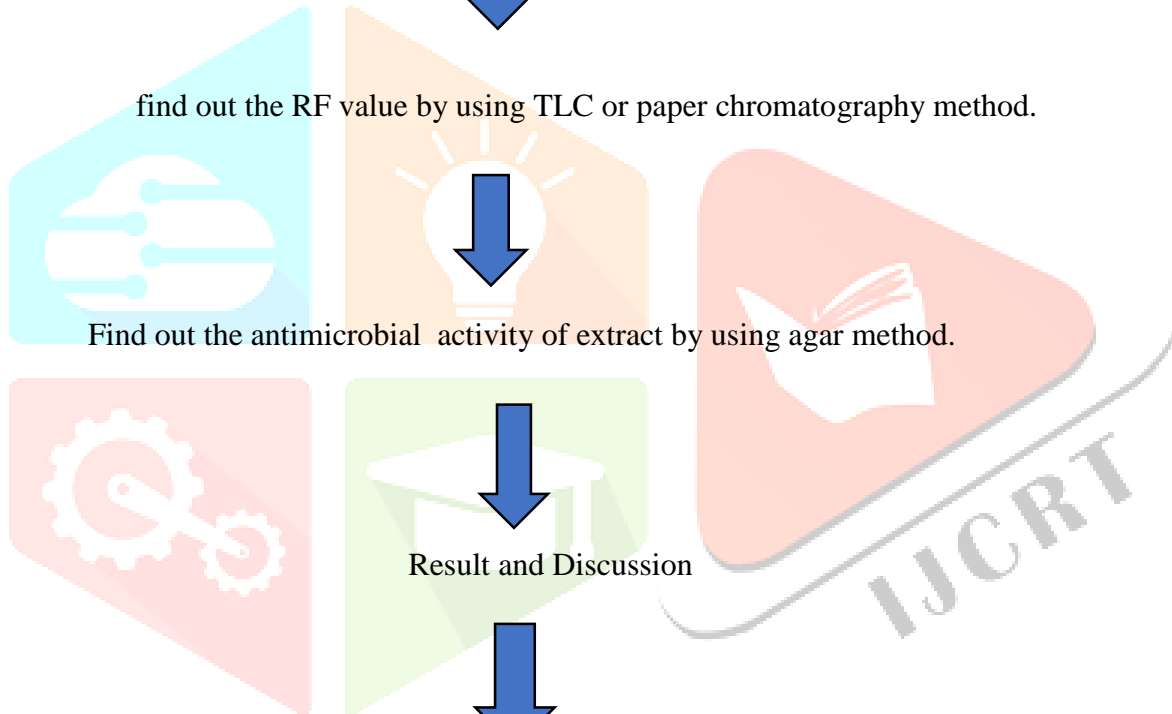 find out the RF value by using TLC or paper chromatography method.
Find out the antimicrobial activity of extract by using agar method.
Result and Discussion
IJCRT